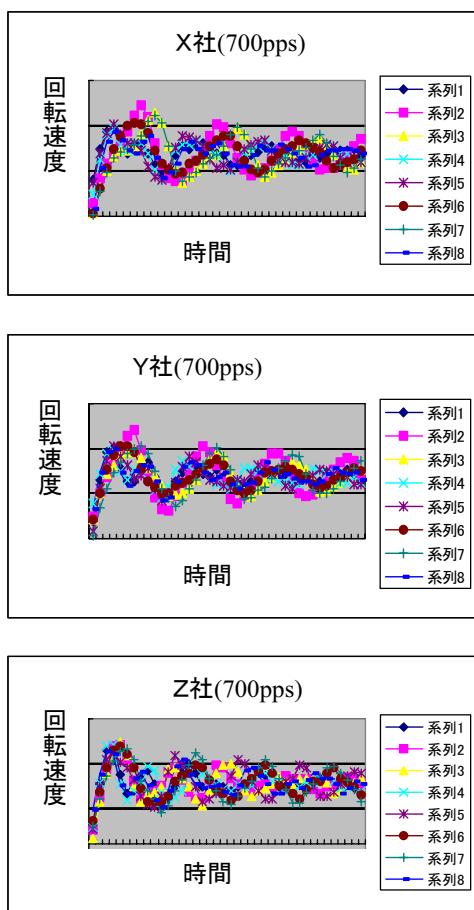 X社(700pps)
回転速度
時間
系列1
系列2
系列3
系列4
系列5
系列6
系列7
系列8
Y社(700pps)
回転速度
時間
系列1
系列2
系列3
系列4
系列5
系列6
系列7
系列8
Z社(700pps)
回転速度
時間
系列1
系列2
系列3
系列4
系列5
系列6
系列7
系列8